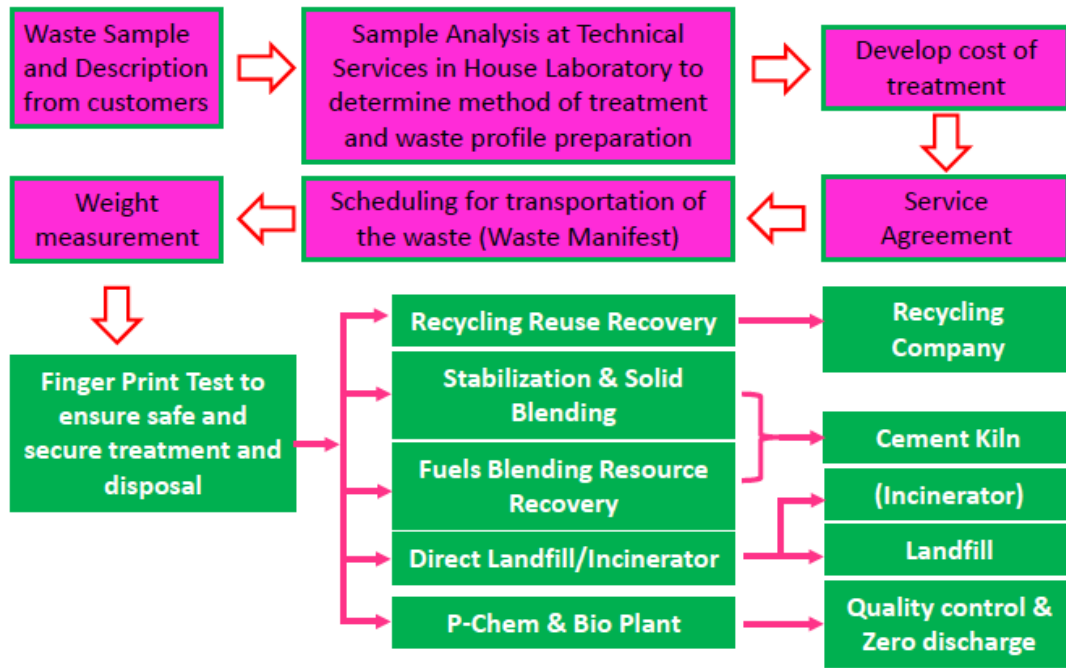 Waste Sample
and Description
from customers
Sample Analysis at Technical
Services in House Laboratory to
determine method of treatment
and waste profile preparation
Develop cost of
treatment
Weight
measurement
Scheduling for transportation of
the waste (Waste Manifest)
Service
Agreement
Finger Print Test to
ensure safe and
secure treatment and
disposal
Recycling Reuse Recovery
Recycling
Company
Stabilization & Solid
Blending
Fuels Blending Resource
Recovery
Cement Kiln
(Incinerator)
Direct Landfill/Incinerator
Landfill
P-Chem & Bio Plant
Quality control &
Zero discharge